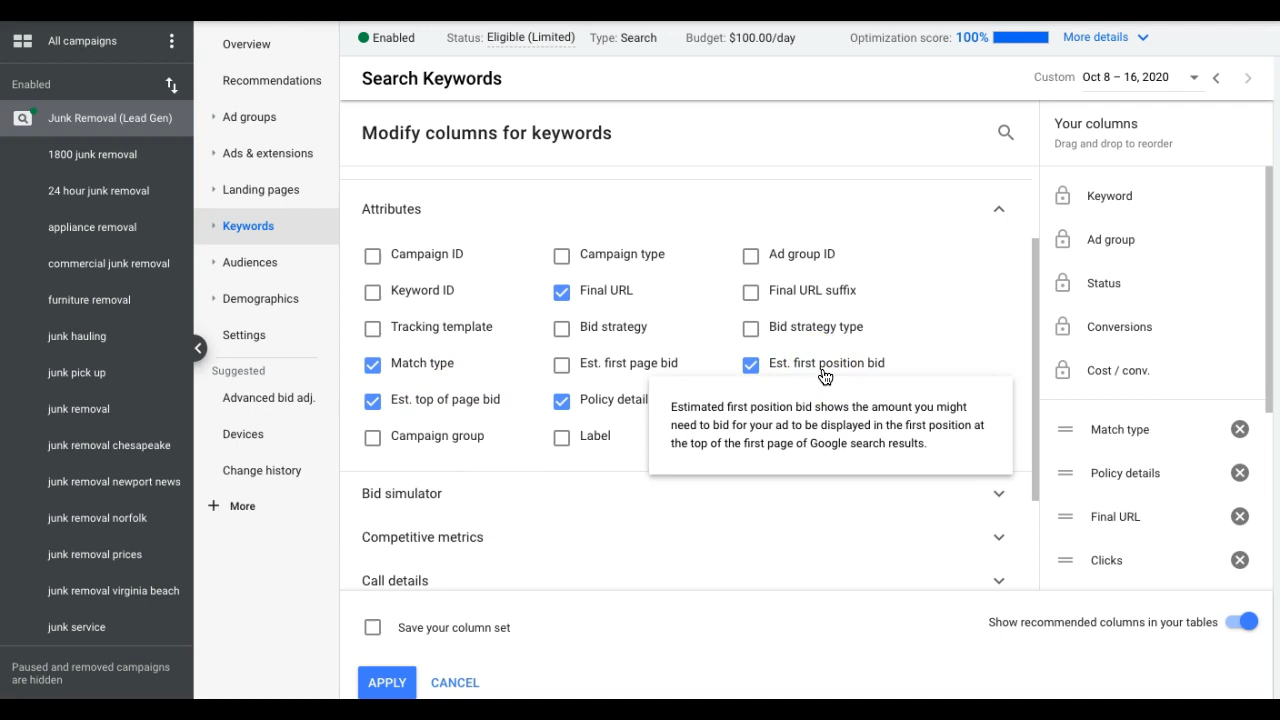 All campaigns
Enabled
Junk Removal (Lead Gen)
1800 junk removal
24 hour junk removal
appliance removal
commercial junk removal
furniture removal
junk hauling
junk pick up
junk removal
junk removal chesapeake
junk removal newport news
junk removal norfolk
junk removal prices
junk removal virginia beach
junk service
Paused and removed campaigns
are hidden
Overview
Recommendations
Ad groups
Ads & extensions
Landing pages
Keywords
Audiences
Demographics
Settings
Suggested
Advanced bid adj.
Devices
Change history
+ More
Enabled Status: Eligible (Limited) Type: Search Budget: $100.00/day Optimization score: 100% More details
Search Keywords
Custom Oct 8 – 16, 2020
Modify columns for keywords
Attributes
Campaign ID Campaign type Ad group ID
Keyword ID Final URL Final URL suffix
Tracking template Bid strategy Bid strategy type
Match type Est. first page bid Est. first position bid
Est. top of page bid Policy detail
Campaign group Label
Estimated first position bid shows the amount you might
need to bid for your ad to be displayed in the first position at
the top of the first page of Google search results.
Bid simulator
Competitive metrics
Call details
Save your column set
APPLY CANCEL
Your columns
Drag and drop to reorder
Keyword
Ad group
Status
Conversions
Cost / conv.
Match type
Policy details
Final URL
Clicks
Show recommended columns in your tables